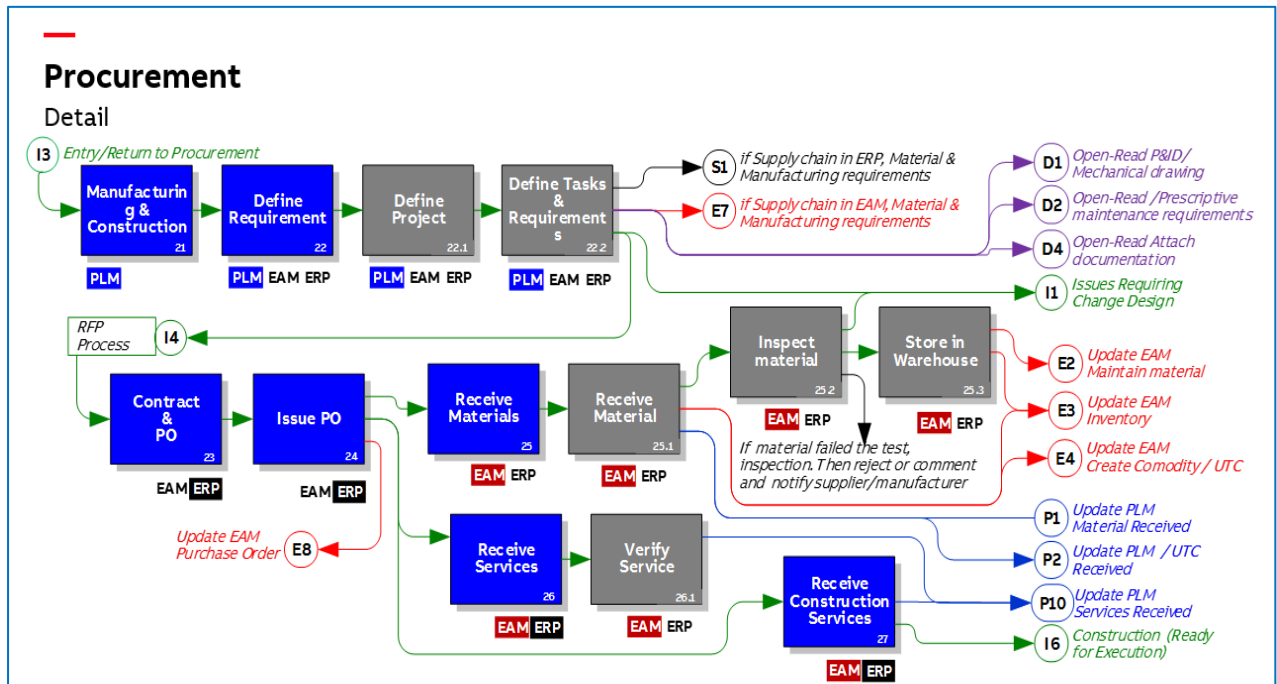 Procurement
Detail
I3
Entry/Return to Procurement
Manufacturin
g &
Construction
21
PLM
Define
Requirement
22
PLM EAM ERP
Define
Project
22.1
PLM EAM ERP
Define Tasks
&
Requirement
s
22.2
PLM EAM ERP
S1
if Supply chain in ERP, Material &
Manufacturing requirements
E7
if Supply chain in EAM, Material &
Manufacturing requirements
D1
Open-Read P&ID/
Mechanical drawing
D2
Open-Read /Prescriptive
maintenance requirements
D4
Open-Read Attach
documentation
I1
Issues Requiring
Change Design
RFP
Process
I4
Contract
&
PO
23
EAM ERP
Issue PO
24
EAM ERP
Update EAM
Purchase Order
E8
Receive
Materials
25
EAM ERP
Receive
Material
25.1
EAM ERP
Inspect
material
25.2
EAM ERP
Store in
Warehouse
25.3
EAM ERP
If material failed the test,
inspection. Then reject or comment
and notify supplier/manufacturer
E2
Update EAM
Maintain material
E3
Update EAM
Inventory
E4
Update EAM
Create Comodity / UTC
Receive
Services
26
EAM ERP
Verify
Service
26.1
EAM ERP
Receive
Construction
Services
27
EAM ERP
P1
Update PLM
Material Received
P2
Update PLM / UTC
Received
P10
Update PLM
Services Received
I6
Construction (Ready
for Execution)